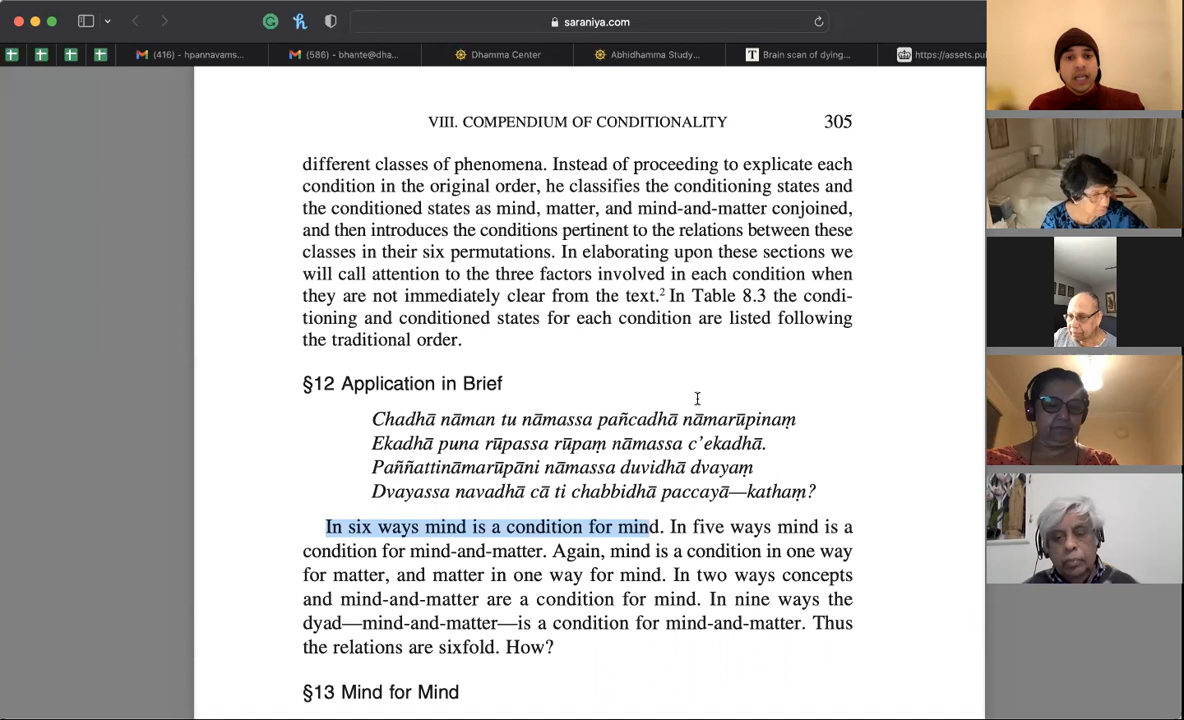 saraniya.com
(416) - hpannavams...
(586) - bhante@dha...
Dhamma Center
Abhidhamma Study...
Brain scan of dying...
https://assets.pu
VIII. COMPENDIUM OF CONDITIONALITY 305
different classes of phenomena. Instead of proceeding to explicate each
condition in the original order, he classifies the conditioning states and
the conditioned states as mind, matter, and mind-and-matter conjoined,
and then introduces the conditions pertinent to the relations between these
classes in their six permutations. In elaborating upon these sections we
will call attention to the three factors involved in each condition when
they are not immediately clear from the text.² In Table 8.3 the condi-
tioning and conditioned states for each condition are listed following
the traditional order.
§12 Application in Brief
Chadhā nāman tu nāmassa pañcadhā nāmarūpinaṃ
Ekadhā puna rūpassa rūpaṃ nāmassa c'ekadhā.
Paññattināmarūpāni nāmassa duvidhā dvayaṃ
Dvayassa navadhā cā ti chabbidhā paccayā—kathaṃ?
In six ways mind is a condition for mind. In five ways mind is a
condition for mind-and-matter. Again, mind is a condition in one way
for matter, and matter in one way for mind. In two ways concepts
and mind-and-matter are a condition for mind. In nine ways the
dyad—mind-and-matter—is a condition for mind-and-matter. Thus
the relations are sixfold. How?
§13 Mind for Mind